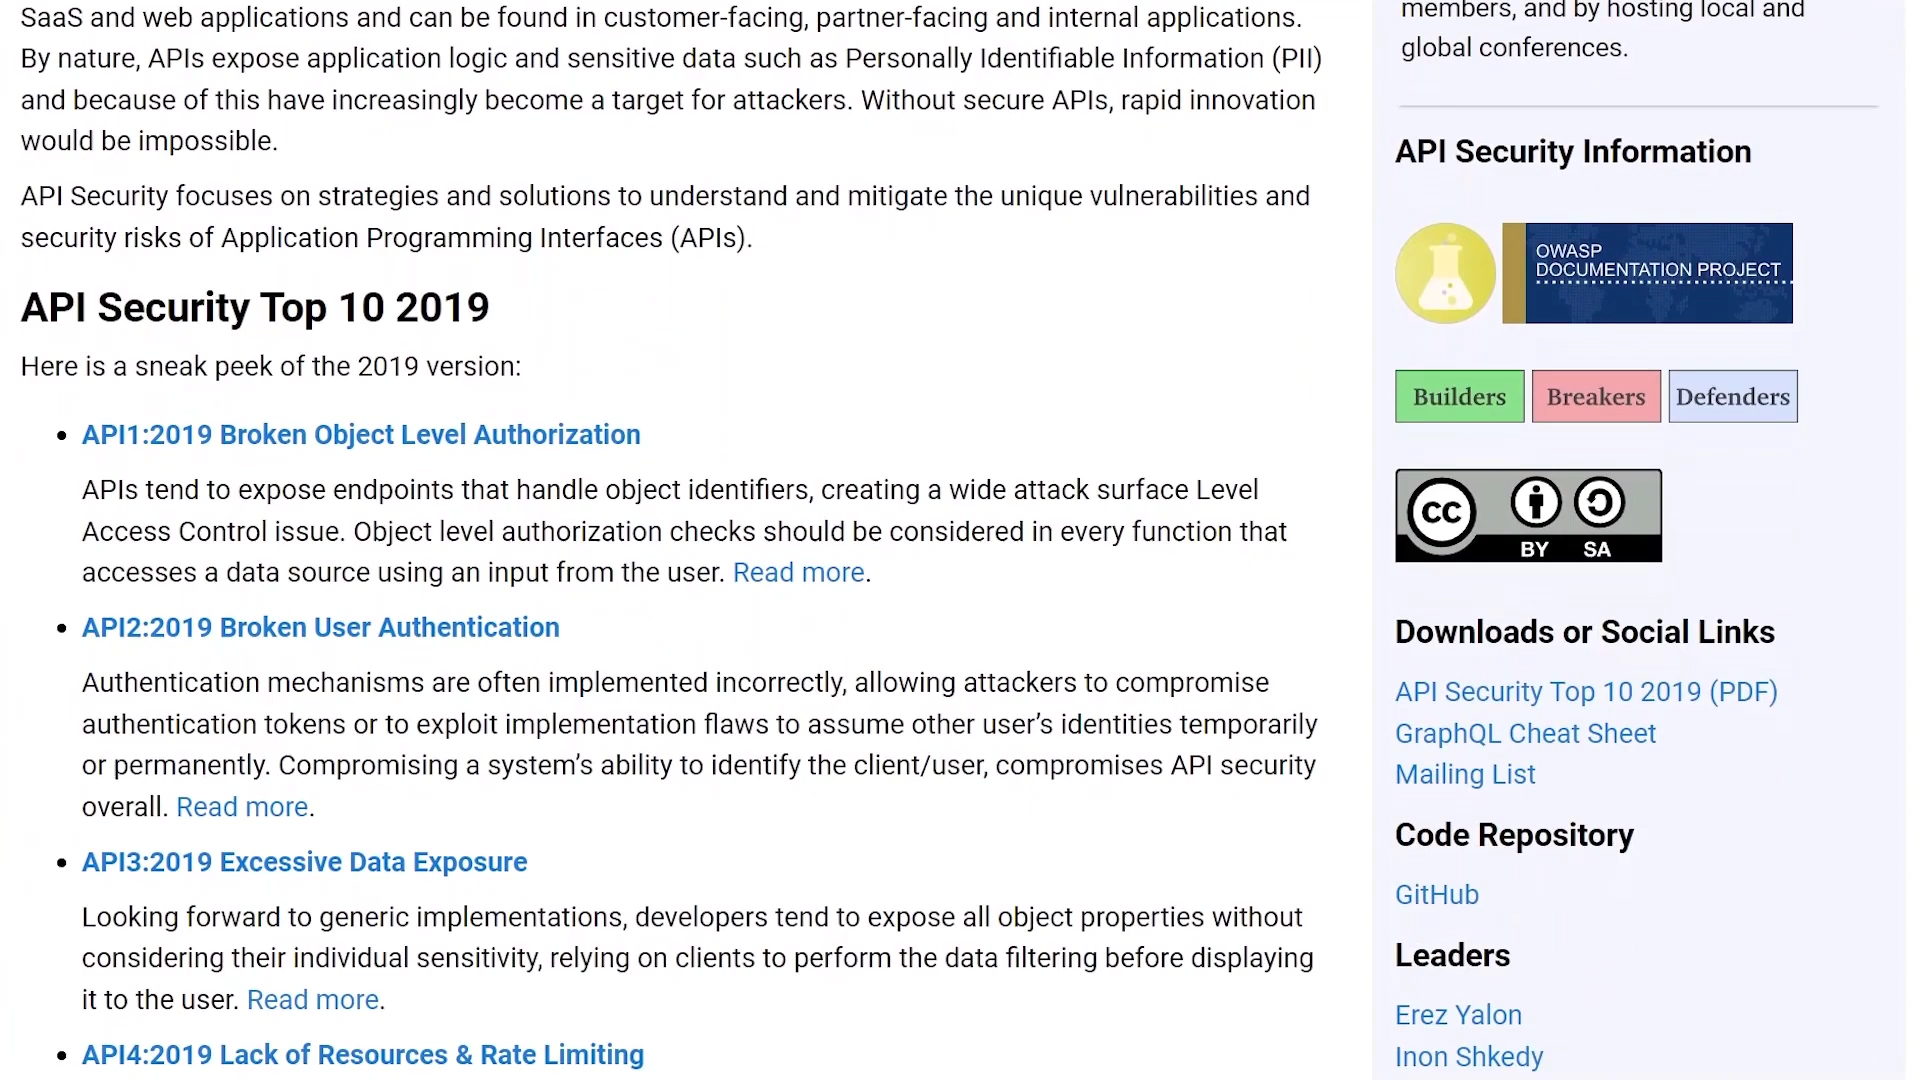 SaaS and web applications and can be found in customer-facing, partner-facing and internal applications.
By nature, APIs expose application logic and sensitive data such as Personally Identifiable Information (PII)
and because of this have increasingly become a target for attackers. Without secure APIs, rapid innovation
would be impossible.
API Security focuses on strategies and solutions to understand and mitigate the unique vulnerabilities and
security risks of Application Programming Interfaces (APIs).
API Security Top 10 2019
Here is a sneak peek of the 2019 version:
• API1:2019 Broken Object Level Authorization
APIs tend to expose endpoints that handle object identifiers, creating a wide attack surface Level
Access Control issue. Object level authorization checks should be considered in every function that
accesses a data source using an input from the user. Read more.
• API2:2019 Broken User Authentication
Authentication mechanisms are often implemented incorrectly, allowing attackers to compromise
authentication tokens or to exploit implementation flaws to assume other user’s identities temporarily
or permanently. Compromising a system’s ability to identify the client/user, compromises API security
overall. Read more.
• API3:2019 Excessive Data Exposure
Looking forward to generic implementations, developers tend to expose all object properties without
considering their individual sensitivity, relying on clients to perform the data filtering before displaying
it to the user. Read more.
• API4:2019 Lack of Resources & Rate Limiting
members, and by hosting local and
global conferences.
API Security Information
OWASP
DOCUMENTATION PROJECT
Builders
Breakers
Defenders
cc
BY SA
Downloads or Social Links
API Security Top 10 2019 (PDF)
GraphQL Cheat Sheet
Mailing List
Code Repository
GitHub
Leaders
Erez Yalon
Inon Shkedy